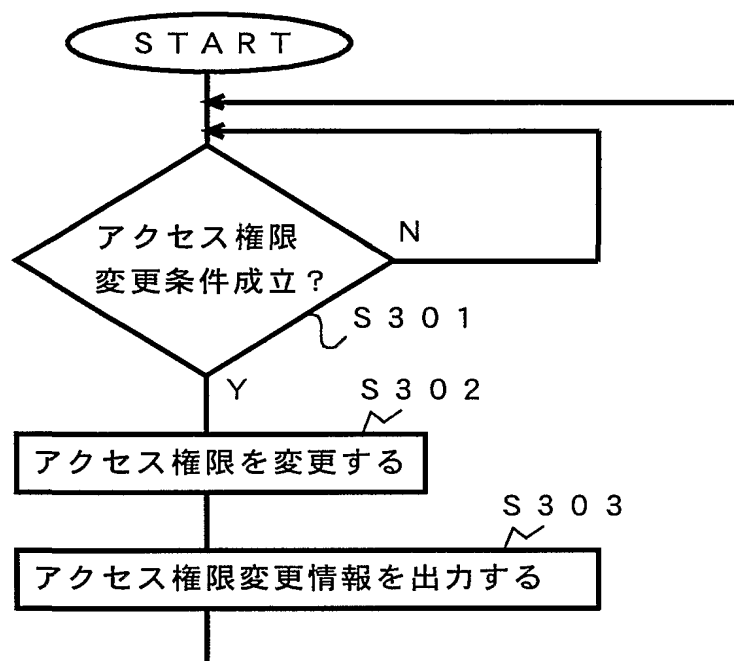 ＳＴＡＲＴ
アクセス権限
変更条件成立？
Ｎ
Ｓ３０１
Ｙ
Ｓ３０２
アクセス権限を変更する
Ｓ３０３
アクセス権限変更情報を出力する